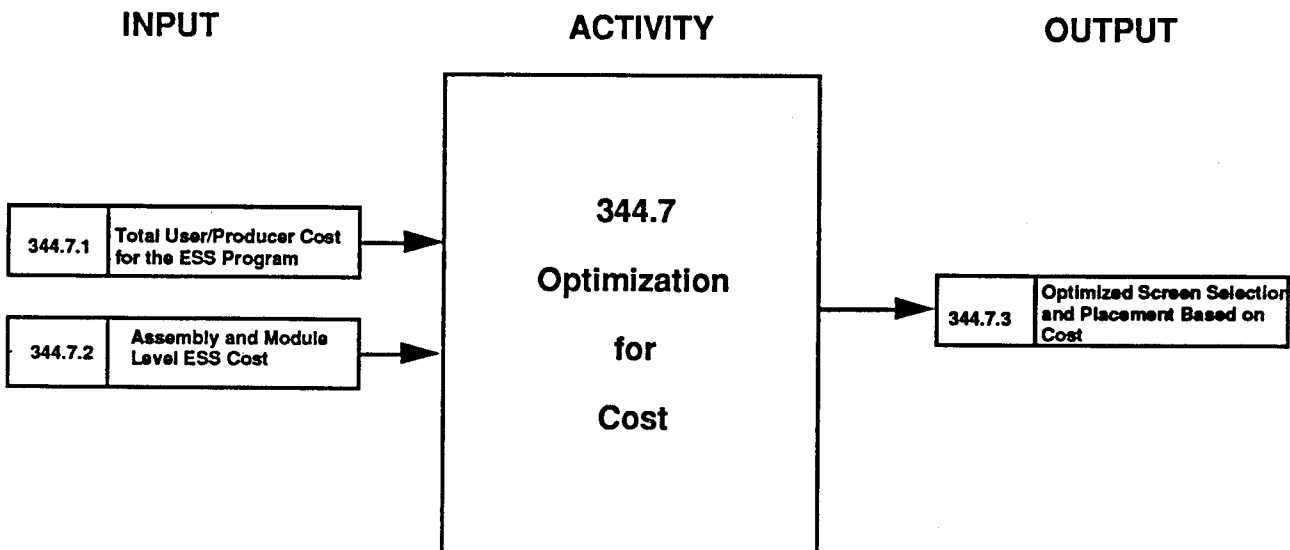 INPUT
ACTIVITY
OUTPUT
344.7.1
Total User/Producer Cost
for the ESS Program
344.7.2
Assembly and Module
Level ESS Cost
344.7
Optimization
for
Cost
344.7.3
Optimized Screen Selection
and Placement Based on
Cost